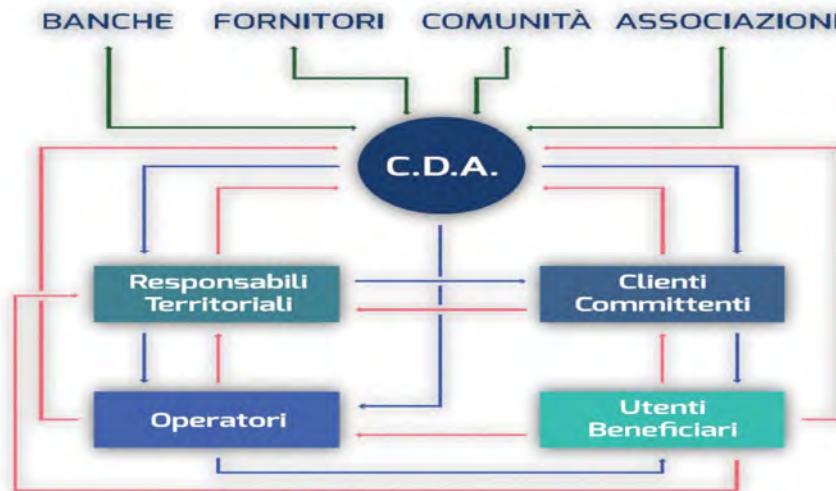 BANCHE FORNITORI COMUNITÀ ASSOCIAZIONI
C.D.A.
Responsabili
Territoriali
Clienti
Committenti
Operatori
Utenti
Beneficiari